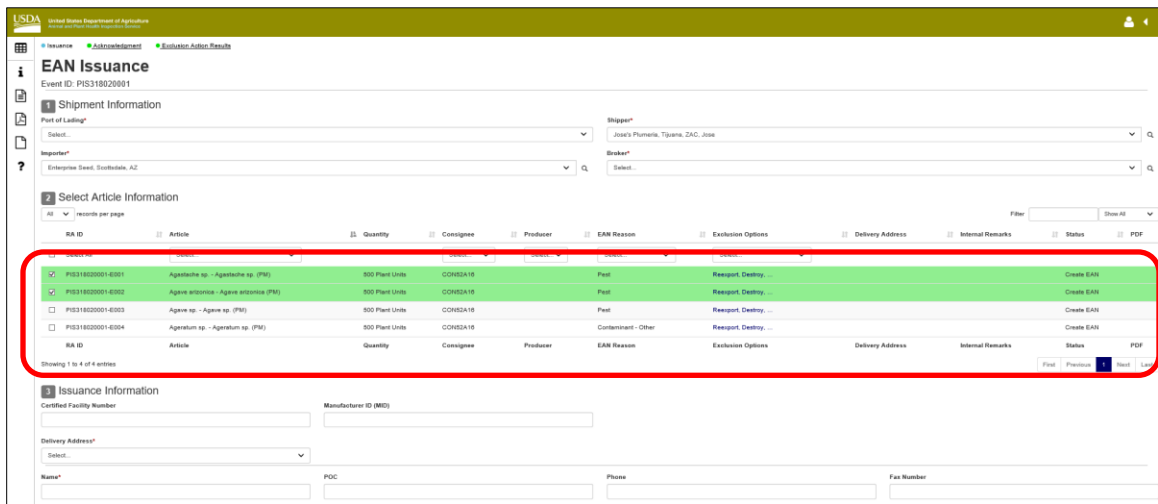 USDA United States Department of Agriculture
Animal and Plant Health Inspection Service
Issuance Acknowledgment Exclusion Action Results
EAN Issuance
Event ID: PIS318020001
1 Shipment Information
Port of Lading* Shipper*
Select... Jose's Plumeria, Tijuana, ZAC, Jose
Importer* Broker*
Enterprise Seed, Scottsdale, AZ Select...
2 Select Article Information
All records per page Filter Show All
RA ID Article Quantity Consignee Producer EAN Reason Exclusion Options Delivery Address Internal Remarks Status PDF
Select All Select... Select... Select... Select... Select...
PIS318020001-E001 Agastache sp. - Agastache sp. (PM) 500 Plant Units CON52A16 Pest Reexport, Destroy, ... Create EAN
PIS318020001-E002 Agave arizonica - Agave arizonica (PM) 500 Plant Units CON52A16 Pest Reexport, Destroy, ... Create EAN
PIS318020001-E003 Agave sp. - Agave sp. (PM) 500 Plant Units CON52A16 Pest Reexport, Destroy, ... Create EAN
PIS318020001-E004 Ageratum sp. - Ageratum sp. (PM) 500 Plant Units CON52A16 Contaminant - Other Reexport, Destroy, ... Create EAN
RA ID Article Quantity Consignee Producer EAN Reason Exclusion Options Delivery Address Internal Remarks Status PDF
Showing 1 to 4 of 4 entries First Previous 1 Next Last
3 Issuance Information
Certified Facility Number Manufacturer ID (MID)
Delivery Address*
Select...
Name* POC Phone Fax Number